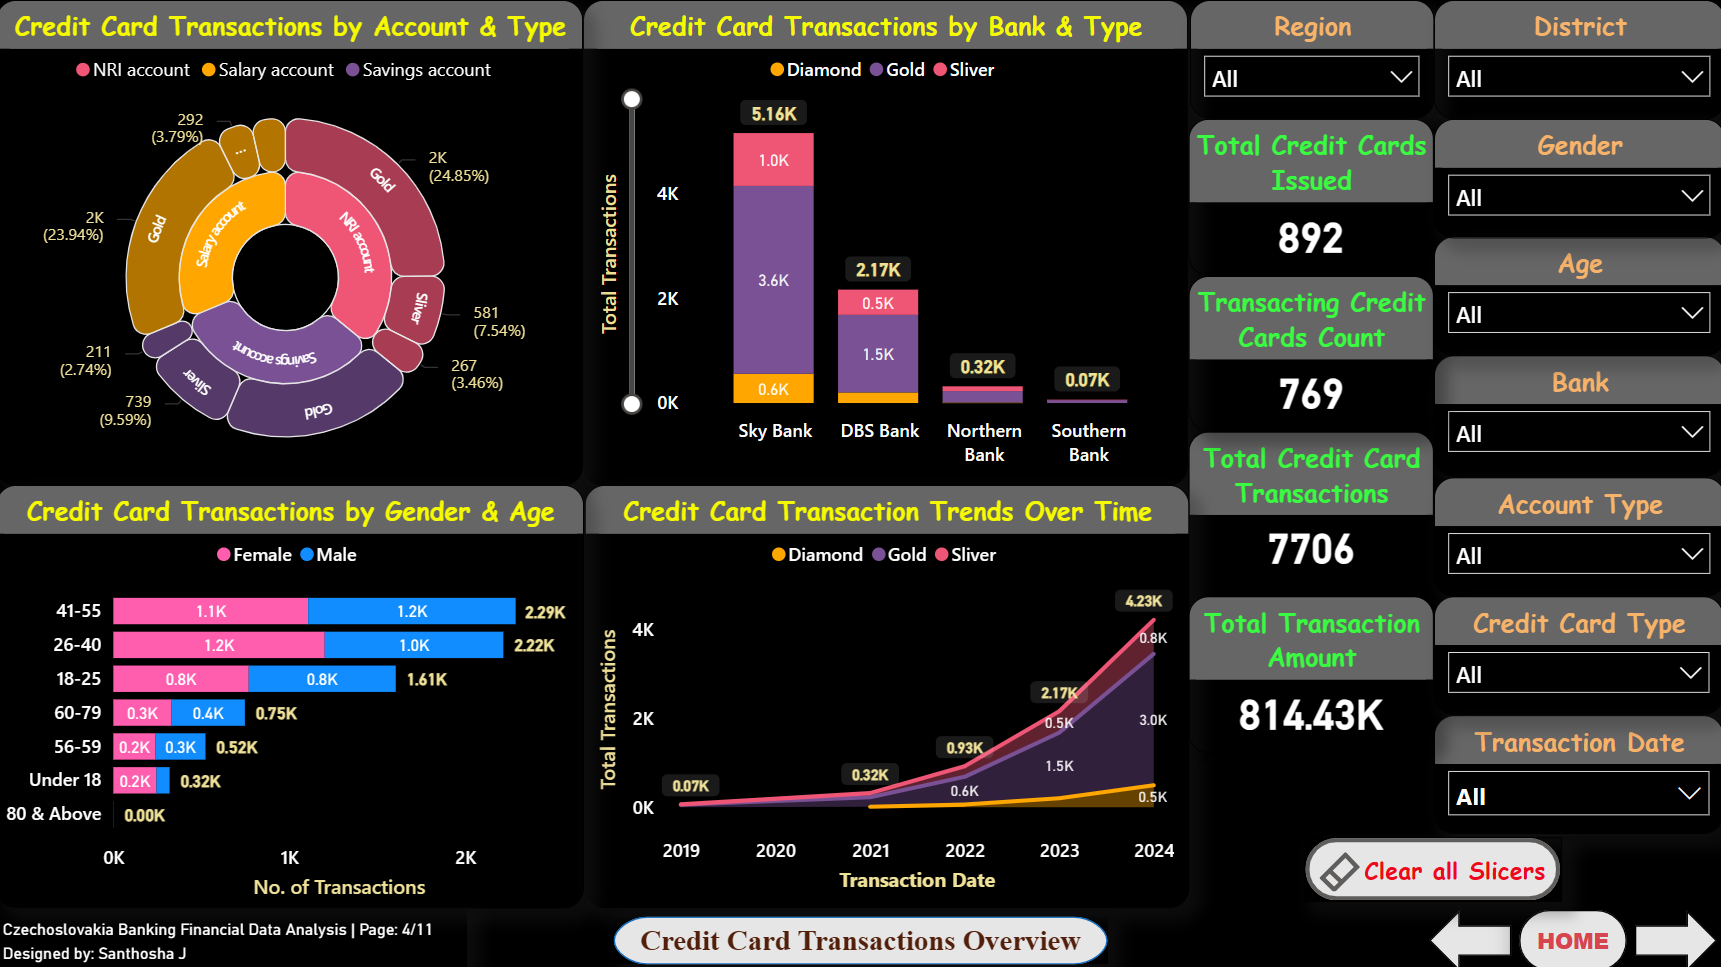 Credit Card Transactions by Account & Type
NRI account Salary account Savings account
292
(3.79%)
...
2K
(24.85%)
Gold
NRI account
Salary account
Gold
2K
(23.94%)
Sliver
581
(7.54%)
Savings account
211
(2.74%)
Sliver
267
(3.46%)
739
(9.59%)
Gold
Credit Card Transactions by Bank & Type
Diamond Gold Sliver
Total Transactions
4K
2K
0K
5.16K
1.0K
3.6K
0.6K
2.17K
0.5K
1.5K
0.32K
0.07K
Sky Bank DBS Bank Northern Bank Southern Bank
Credit Card Transactions by Gender & Age
Female Male
41-55 1.1K 1.2K 2.29K
26-40 1.2K 1.0K 2.22K
18-25 0.8K 0.8K 1.61K
60-79 0.3K 0.4K 0.75K
56-59 0.2K 0.3K 0.52K
Under 18 0.2K 0.32K
80 & Above 0.00K
0K 1K 2K
No. of Transactions
Credit Card Transaction Trends Over Time
Diamond Gold Sliver
Total Transactions
4K
2K
0K
0.07K
0.32K
0.93K
0.6K
2.17K
0.5K
1.5K
4.23K
0.8K
3.0K
0.5K
2019 2020 2021 2022 2023 2024
Transaction Date
Region
All
Total Credit Cards
Issued
892
Transacting Credit
Cards Count
769
Total Credit Card
Transactions
7706
Total Transaction
Amount
814.43K
District
All
Gender
All
Age
All
Bank
All
Account Type
All
Credit Card Type
All
Transaction Date
All
Clear all Slicers
Czechoslovakia Banking Financial Data Analysis | Page: 4/11
Designed by: Santhosha J
Credit Card Transactions Overview
HOME